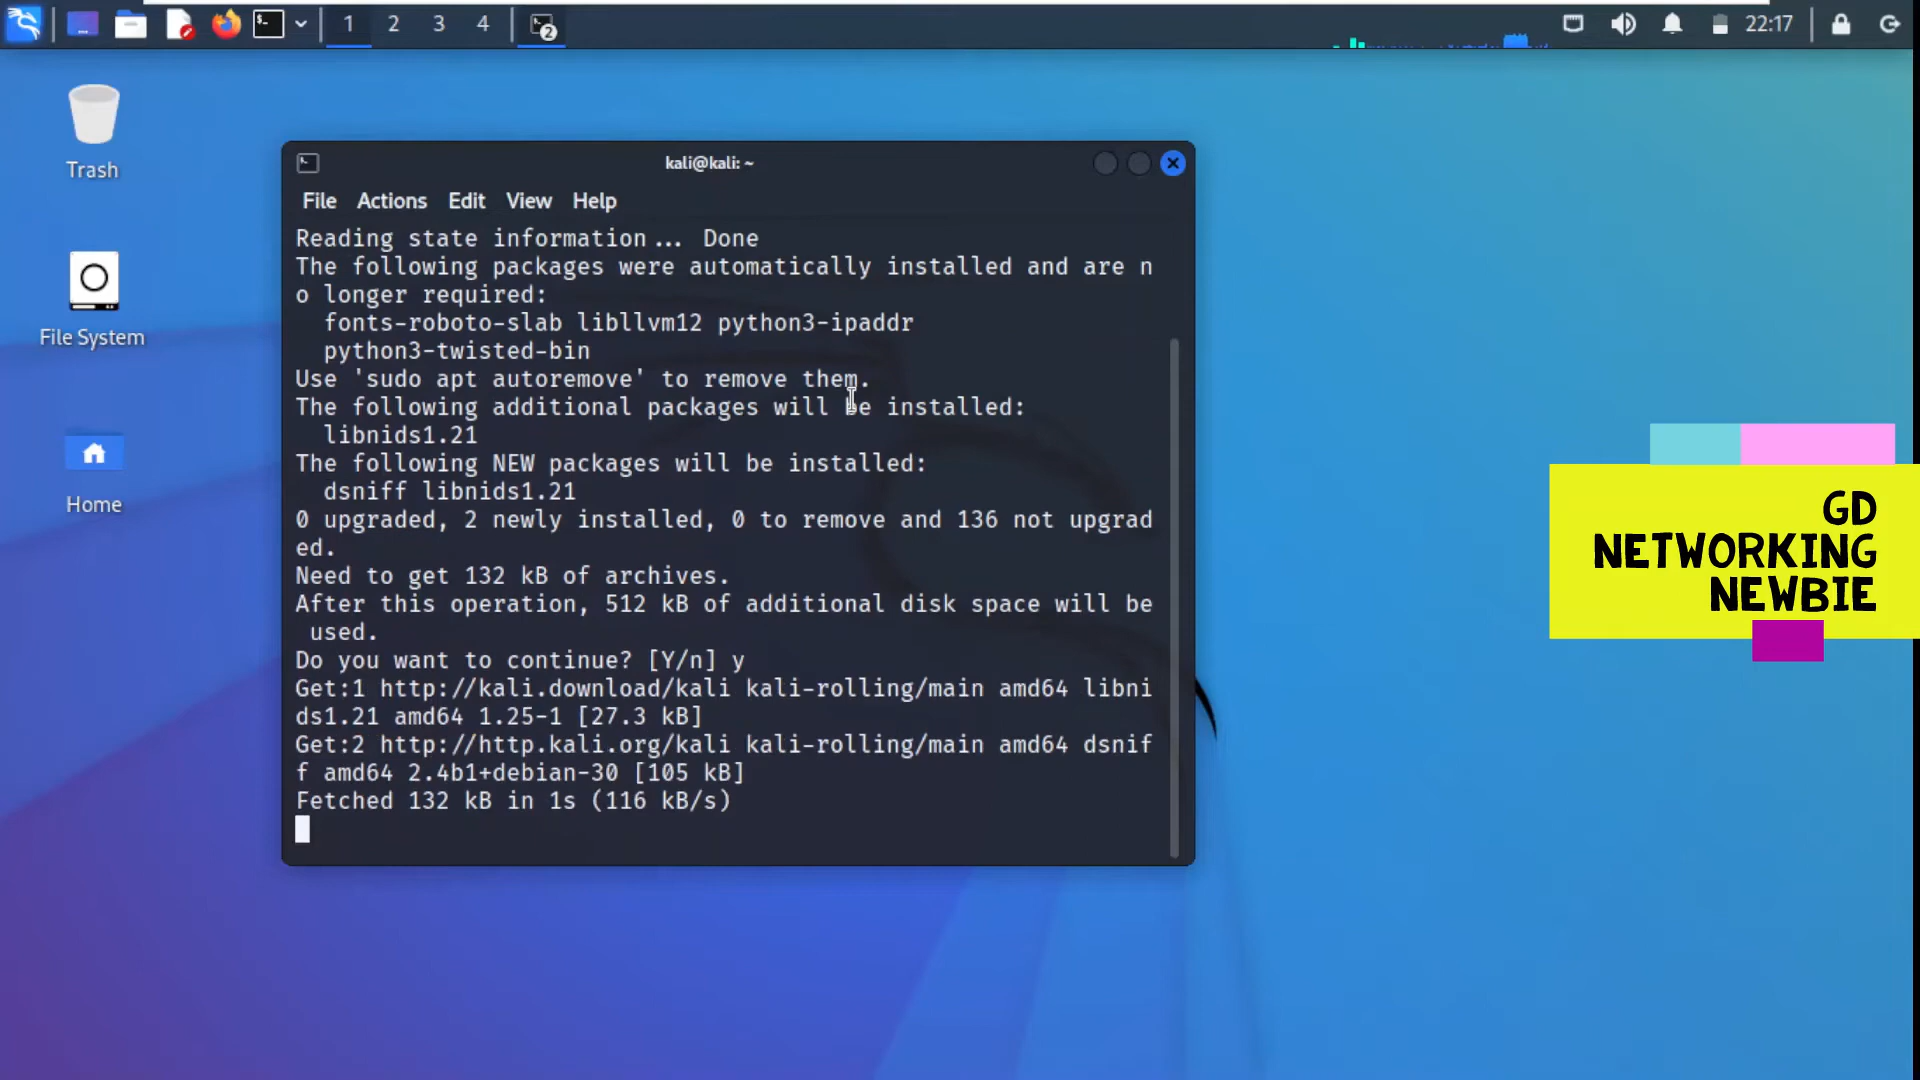 1 2 3 4 2 22:17
Trash
File System
Home
kali@kali: ~
File Actions Edit View Help
Reading state information ... Done
The following packages were automatically installed and are n
o longer required:
fonts-roboto-slab libllvm12 python3-ipaddr
python3-twisted-bin
Use 'sudo apt autoremove' to remove them.
The following additional packages will be installed:
libnids1.21
The following NEW packages will be installed:
dsniff libnids1.21
0 upgraded, 2 newly installed, 0 to remove and 136 not upgrad
ed.
Need to get 132 kB of archives.
After this operation, 512 kB of additional disk space will be
used.
Do you want to continue? [Y/n] y
Get:1 http://kali.download/kali kali-rolling/main amd64 libni
ds1.21 amd64 1.25-1 [27.3 kB]
Get:2 http://http.kali.org/kali kali-rolling/main amd64 dsnif
f amd64 2.4b1+debian-30 [105 kB]
Fetched 132 kB in 1s (116 kB/s)
GD
NETWORKING
NEWBIE